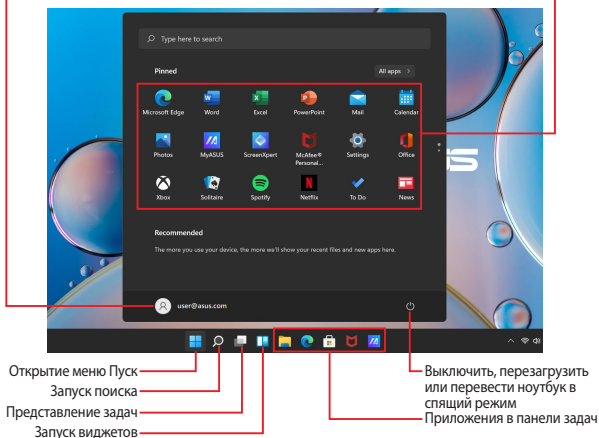 Type here to search
Pinned
All apps >
Microsoft Edge Word Excel PowerPoint Mail Calendar
Photos MyASUS ScreenXpert McAfee® Personal... Settings Office
Xbox Solitaire Spotify Netflix To Do News
Recommended
The more you use your device, the more we'll show your recent files and new apps here.
user@asus.com
Открытие меню Пуск
Запуск поиска
Представление задач
Запуск виджетов
Выключить, перезагрузить
или перевести ноутбук в
спящий режим
Приложения в панели задач